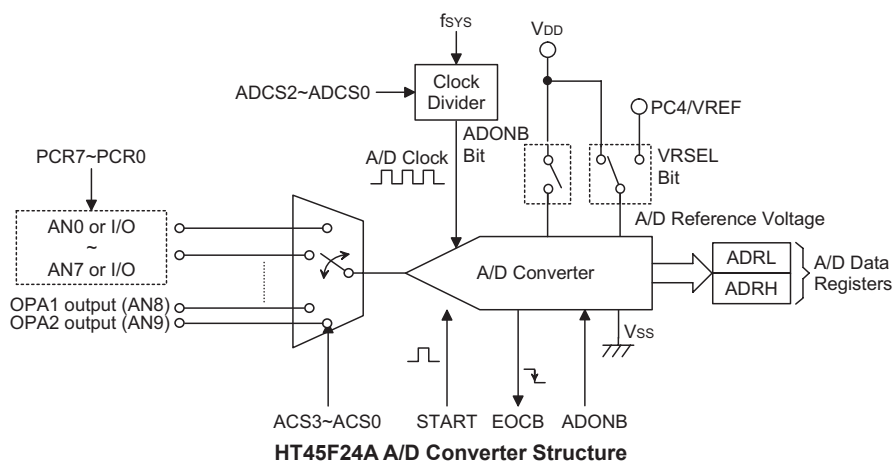 fSYS
VDD
Clock
Divider
ADCS2~ADCS0
PC4/VREF
ADONB
Bit
VRSEL
Bit
PCR7~PCR0
A/D Clock
A/D Reference Voltage
AN0 or I/O
~
AN7 or I/O
A/D Converter
ADRL
ADRH
A/D Data
Registers
OPA1 output (AN8)
OPA2 output (AN9)
VSS
ACS3~ACS0
START
EOCB
ADONB
HT45F24A A/D Converter Structure